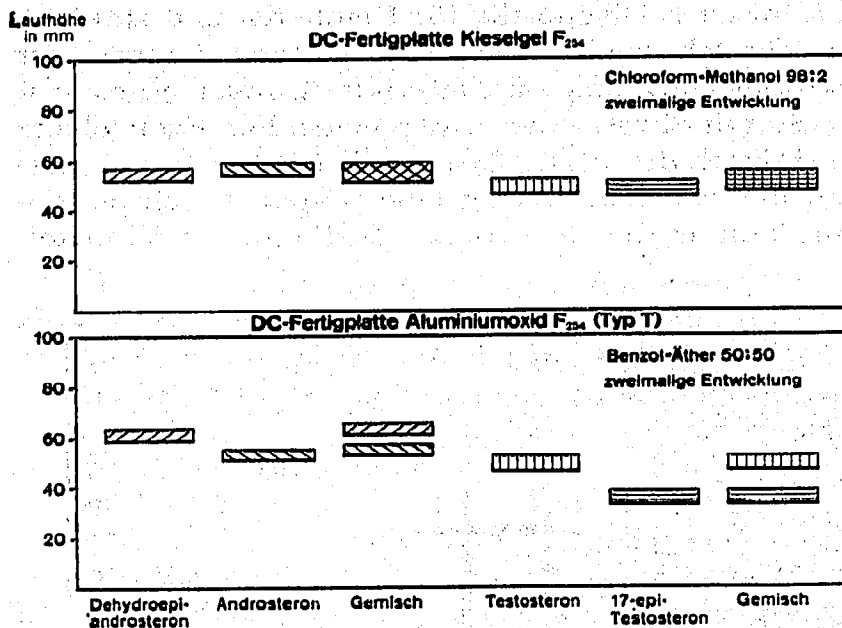 Laufhöhe
in mm
DC-Fertigplatte Kieselgel F254
100
80
60
40
20
Chloroform-Methanol 98:2
zweimalige Entwicklung
DC-Fertigplatte Aluminiumoxid F254 (Typ T)
100
80
60
40
20
Benzol-Äther 50:50
zweimalige Entwicklung
Dehydroepi-
androsteron
Androsteron
Gemisch
Testosteron
17-epi-
Testosteron
Gemisch